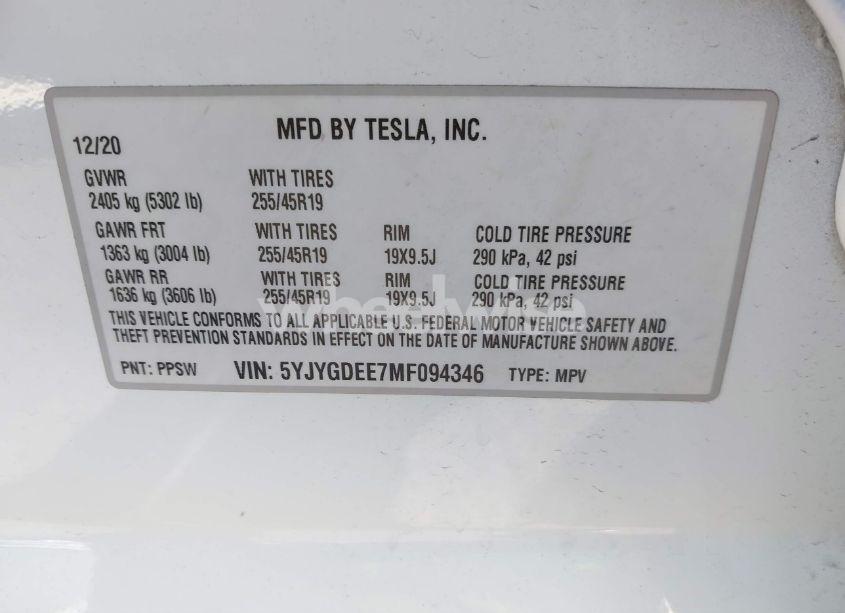 MFD BY TESLA, INC.
12/20
GVWR WITH TIRES
2405 kg (5302 lb) 255/45R19
GAWR FRT WITH TIRES RIM COLD TIRE PRESSURE
1363 kg (3004 lb) 255/45R19 19X9.5J 290 kPa, 42 psi
GAWR RR WITH TIRES RIM COLD TIRE PRESSURE
1636 kg (3606 lb) 255/45R19 19X9.5J 290 kPa, 42 psi
wheelwise
THIS VEHICLE CONFORMS TO ALL APPLICABLE U.S. FEDERAL MOTOR VEHICLE SAFETY AND
THEFT PREVENTION STANDARDS IN EFFECT ON THE DATE OF MANUFACTURE SHOWN ABOVE.
PNT: PPSW VIN: 5YJYGDEE7MF094346 TYPE: MPV